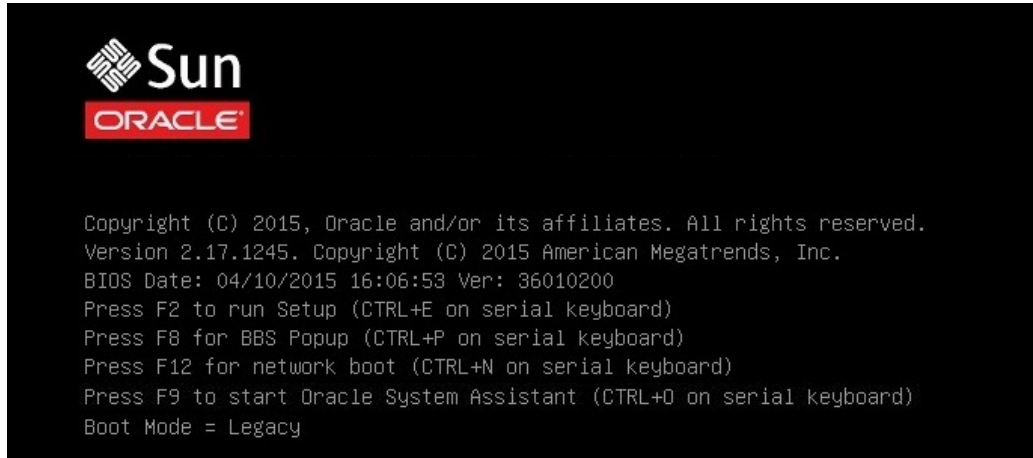 Sun
ORACLE®
Copyright (C) 2015, Oracle and/or its affiliates. All rights reserved.
Version 2.17.1245. Copyright (C) 2015 American Megatrends, Inc.
BIOS Date: 04/10/2015 16:06:53 Ver: 36010200
Press F2 to run Setup (CTRL+E on serial keyboard)
Press F8 for BBS Popup (CTRL+P on serial keyboard)
Press F12 for network boot (CTRL+N on serial keyboard)
Press F9 to start Oracle System Assistant (CTRL+O on serial keyboard)
Boot Mode = Legacy